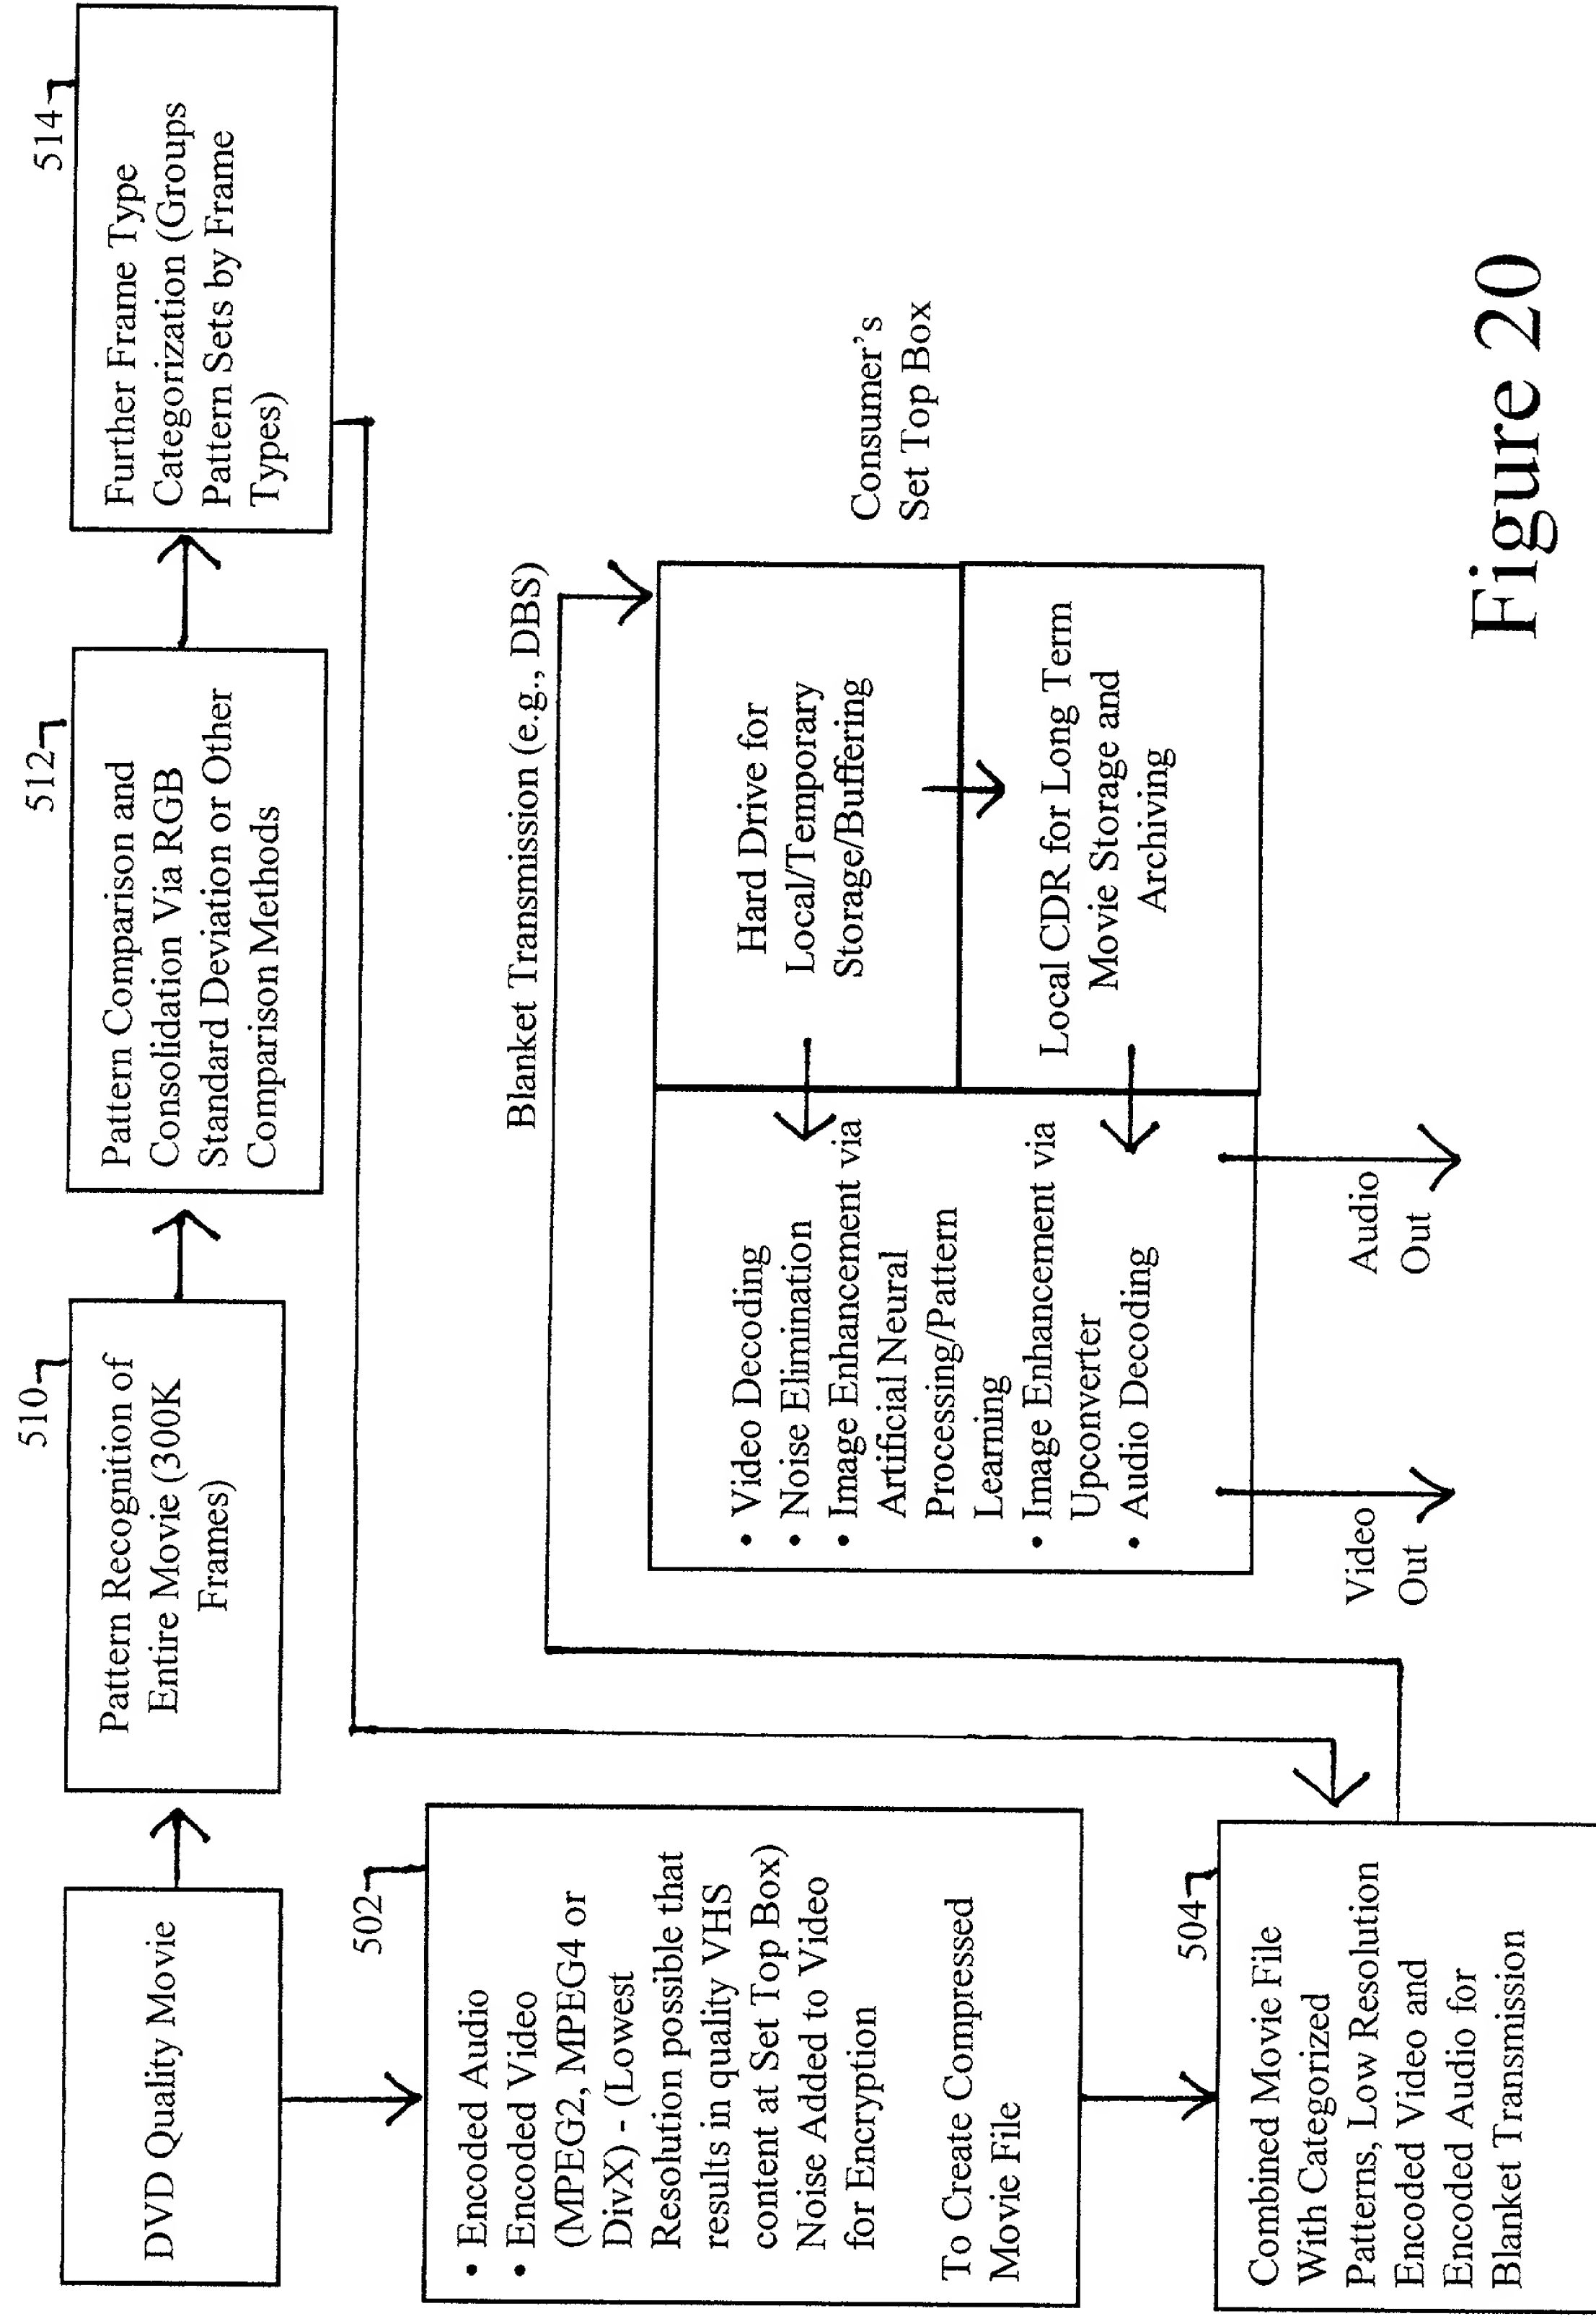 DVD Quality Movie
510
Pattern Recognition of
Entire Movie (300K
Frames)
512
Pattern Comparison and
Consolidation Via RGB
Standard Deviation or Other
Comparison Methods
514
Further Frame Type
Categorization (Groups
Pattern Sets by Frame
Types)
502
• Encoded Audio
• Encoded Video
(MPEG2, MPEG4 or
DivX) - (Lowest
Resolution possible that
results in quality VHS
content at Set Top Box)
Noise Added to Video
for Encryption
To Create Compressed
Movie File
504
Combined Movie File
With Categorized
Patterns, Low Resolution
Encoded Video and
Encoded Audio for
Blanket Transmission
Blanket Transmission (e.g., DBS)
• Video Decoding
• Noise Elimination
• Image Enhancement via
Artificial Neural
Processing/Pattern
Learning
• Image Enhancement via
Upconverter
• Audio Decoding
Hard Drive for
Local/Temporary
Storage/Buffering
Local CDR for Long Term
Movie Storage and
Archiving
Consumer's
Set Top Box
Video
Out
Audio
Out
Figure 20